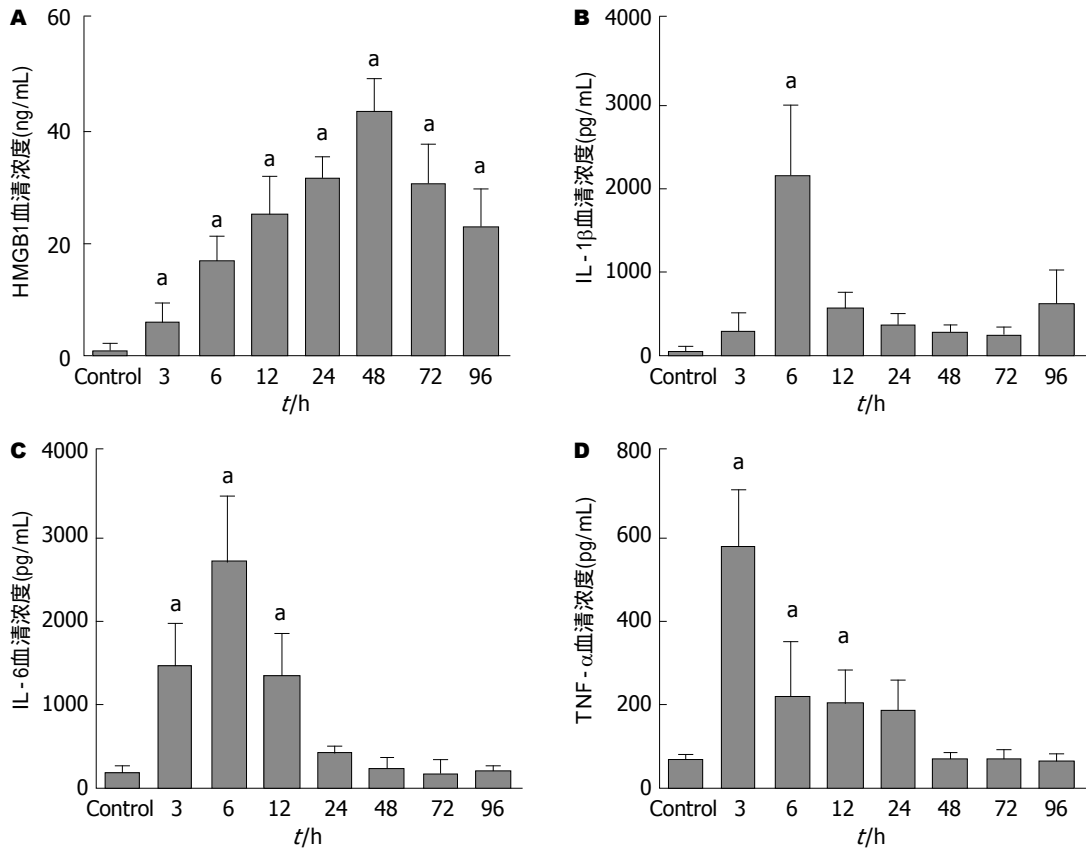 A
60
40
20
0
HMGB1血清浓度(ng/mL)
a
a
a
a
a
a
a
Control 3 6 12 24 48 72 96
t/h
B
4000
3000
2000
1000
0
IL-1β血清浓度(pg/mL)
a
Control 3 6 12 24 48 72 96
t/h
C
4000
3000
2000
1000
0
IL-6血清浓度(pg/mL)
a
a
a
Control 3 6 12 24 48 72 96
t/h
D
800
600
400
200
0
TNF-α血清浓度(pg/mL)
a
a
a
Control 3 6 12 24 48 72 96
t/h